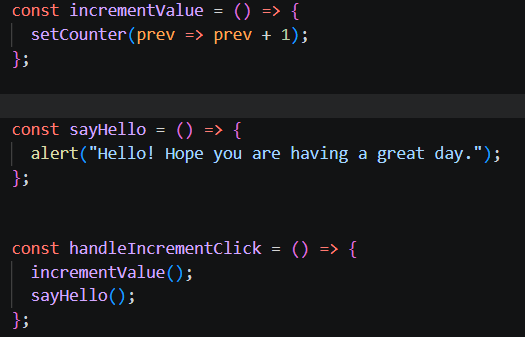 const incrementValue = () => {
  setCounter(prev => prev + 1);
};
const sayHello = () => {
  alert("Hello! Hope you are having a great day.");
};
const handleIncrementClick = () => {
  incrementValue();
  sayHello();
};